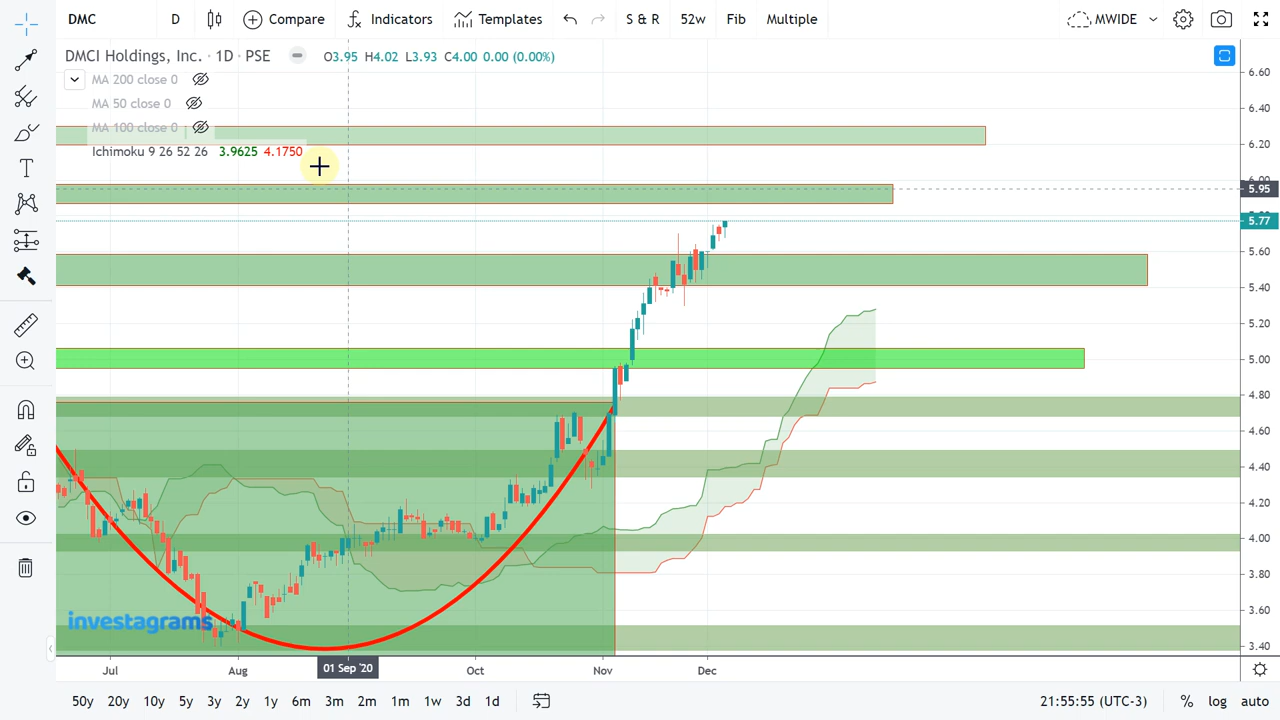 DMC D Compare Indicators Templates S & R 52w Fib Multiple MWIDE
DMCI Holdings, Inc. · 1D · PSE O3.95 H4.02 L3.93 C4.00 0.00 (0.00%)
MA 200 close 0
MA 50 close 0
MA 100 close 0
Ichimoku 9 26 52 26 3.9625 4.1750
6.60
6.40
6.20
6.00
5.95
5.77
5.60
5.40
5.20
5.00
4.80
4.60
4.40
4.20
4.00
3.80
3.60
3.40
investagrams
Jul Aug 01 Sep '20 Oct Nov Dec
50y 20y 10y 5y 3y 2y 1y 6m 3m 2m 1m 1w 3d 1d 21:55:55 (UTC-3) % log auto